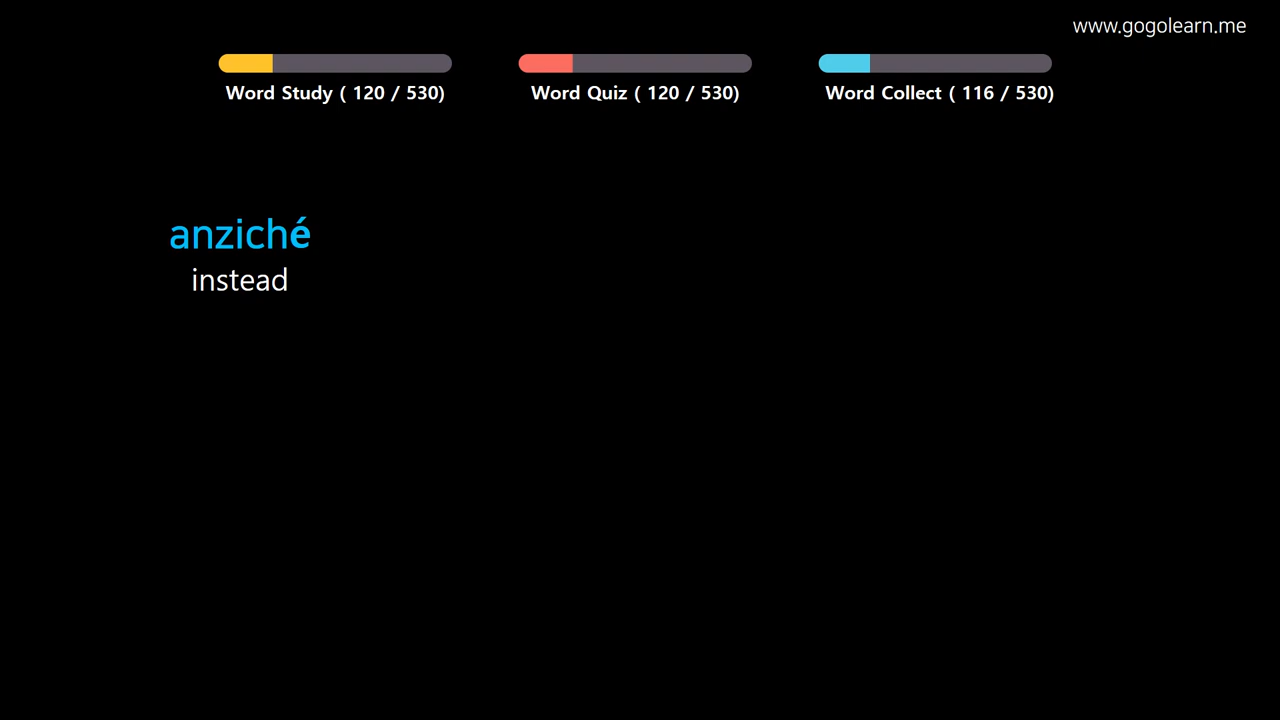 www.gogolearn.me
Word Study ( 120 / 530)
Word Quiz ( 120 / 530)
Word Collect ( 116 / 530)
anziché
instead